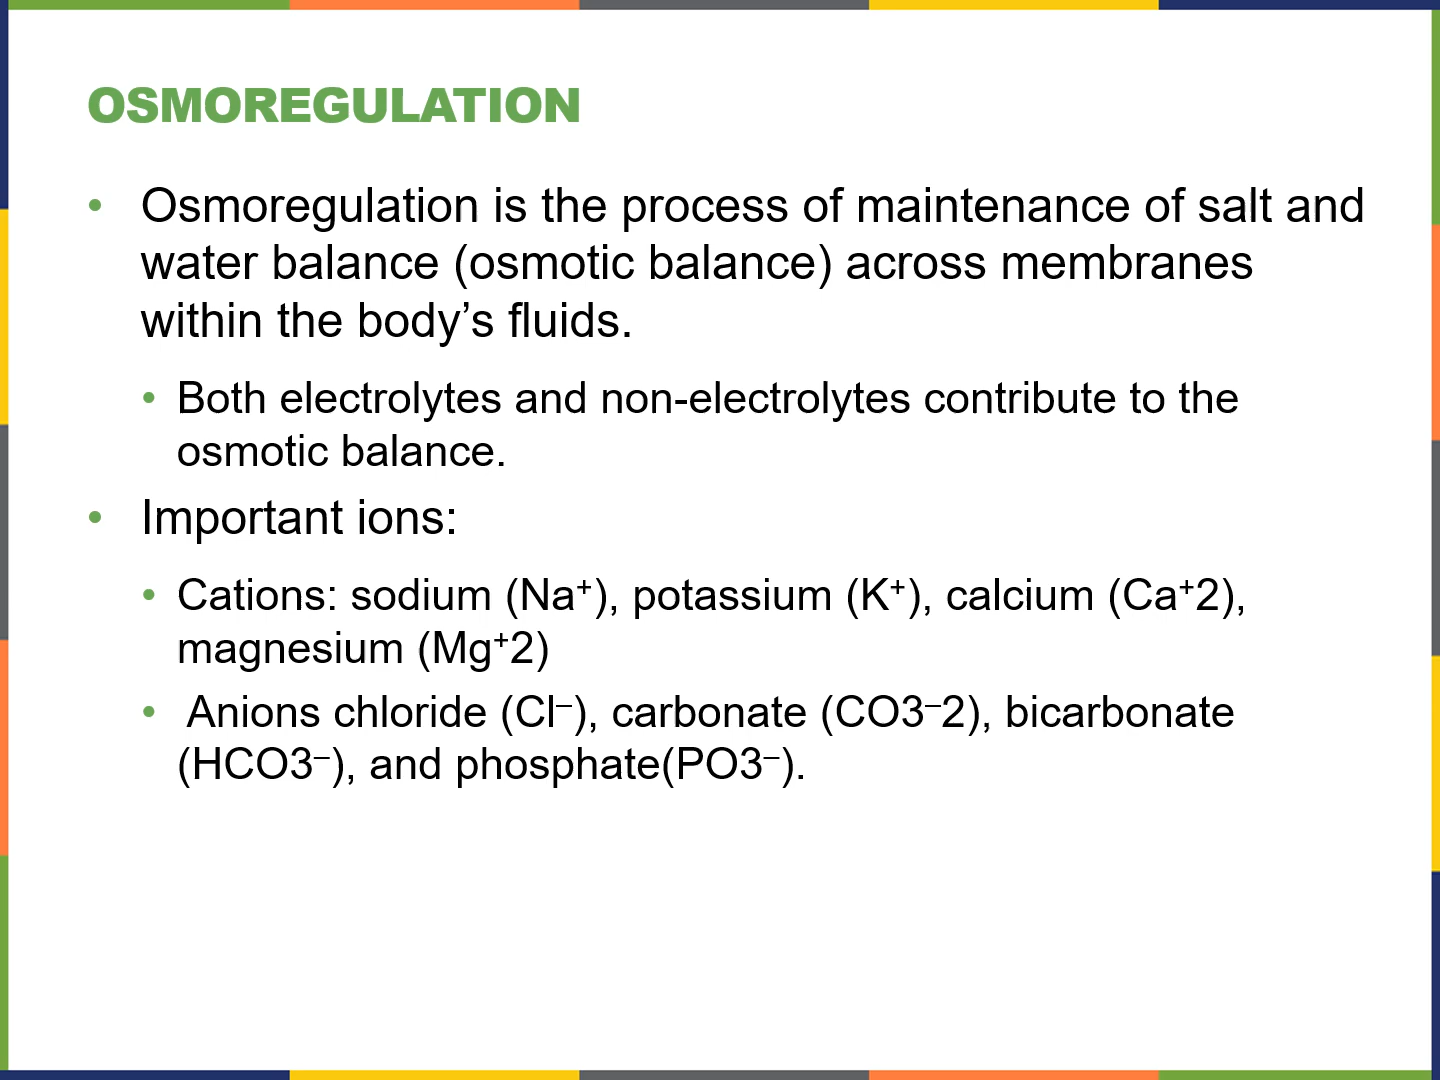 OSMOREGULATION
• Osmoregulation is the process of maintenance of salt and
water balance (osmotic balance) across membranes
within the body’s fluids.
• Both electrolytes and non-electrolytes contribute to the
osmotic balance.
• Important ions:
• Cations: sodium (Na⁺), potassium (K⁺), calcium (Ca⁺2),
magnesium (Mg⁺2)
• Anions chloride (Cl⁻), carbonate (CO3⁻2), bicarbonate
(HCO3⁻), and phosphate(PO3⁻).